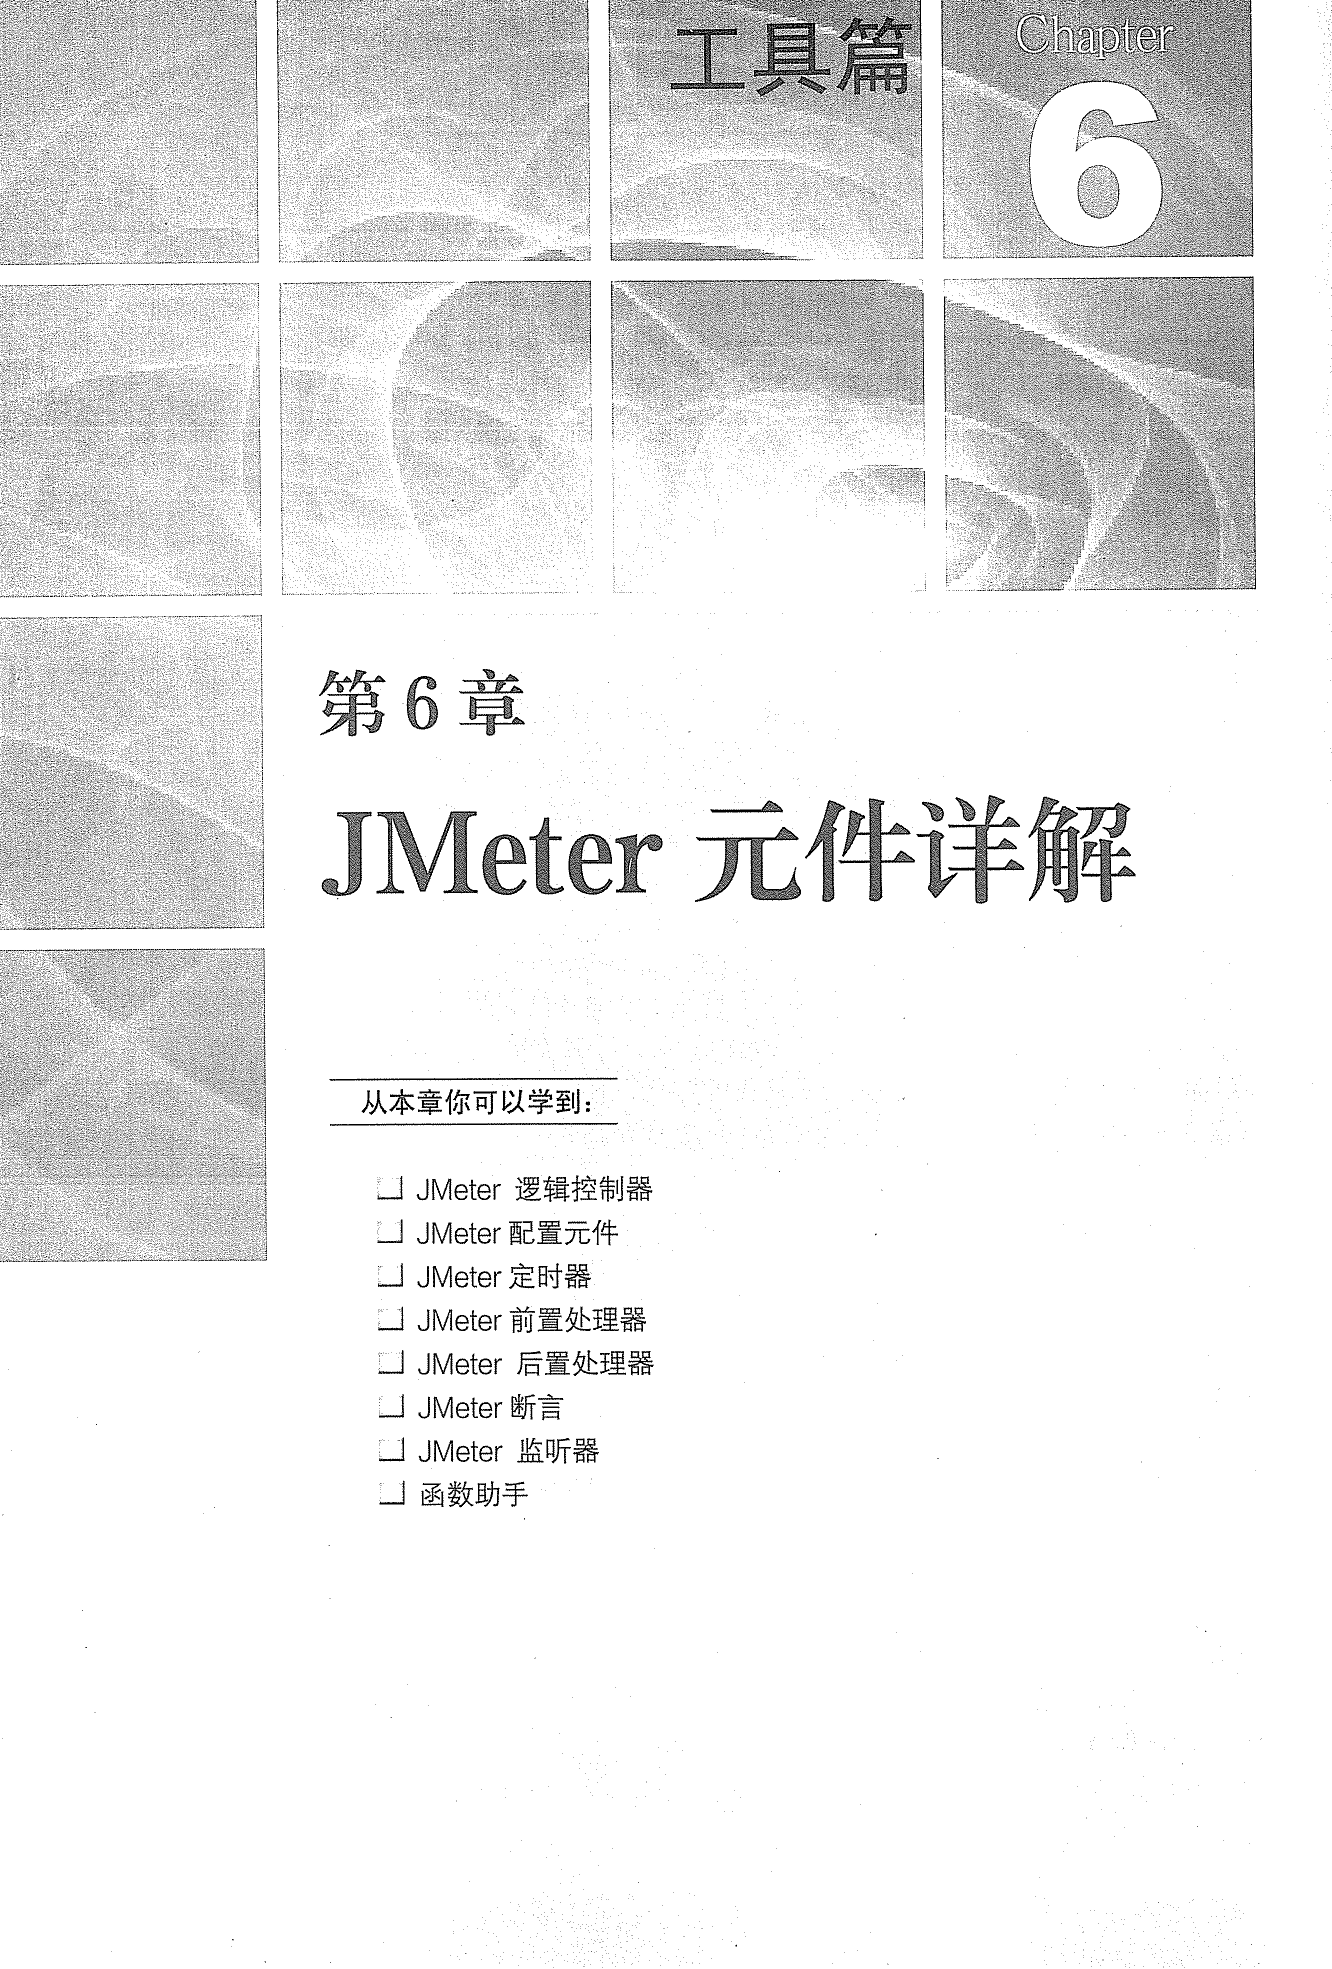 工具篇
Chapter
6
第 6 章
JMeter 元件详解
从本章你可以学到：
❏ JMeter 逻辑控制器
❏ JMeter 配置元件
❏ JMeter 定时器
❏ JMeter 前置处理器
❏ JMeter 后置处理器
❏ JMeter 断言
❏ JMeter 监听器
❏ 函数助手